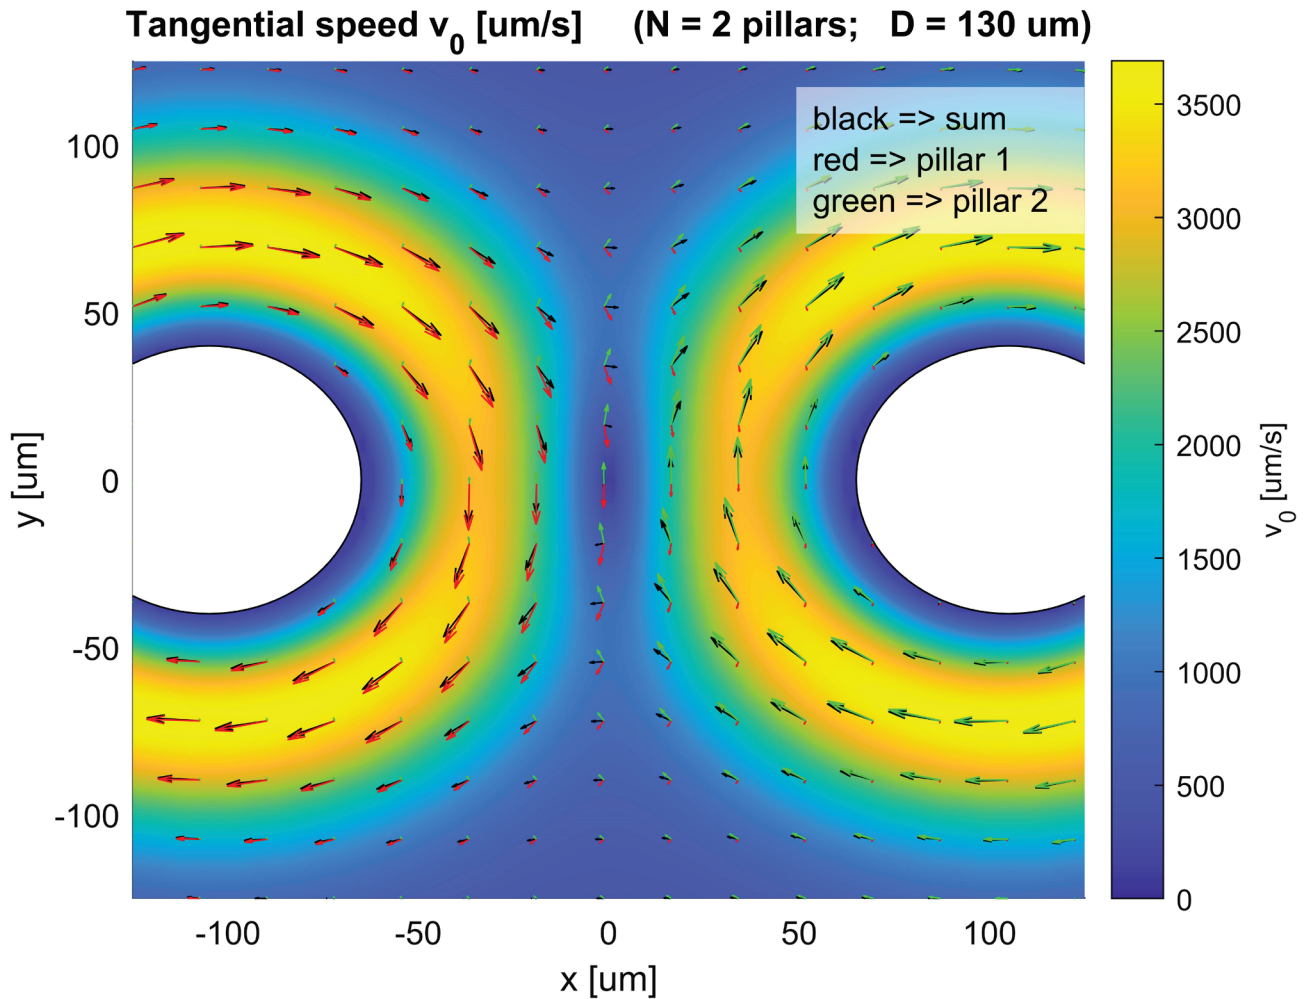 Tangential speed v₀ [um/s]    (N = 2 pillars;   D = 130 um)
black => sum
red => pillar 1
green => pillar 2
100
50
0
-50
-100
y [um]
-100
-50
0
50
100
x [um]
3500
3000
2500
2000
1500
1000
500
0
v₀ [um/s]